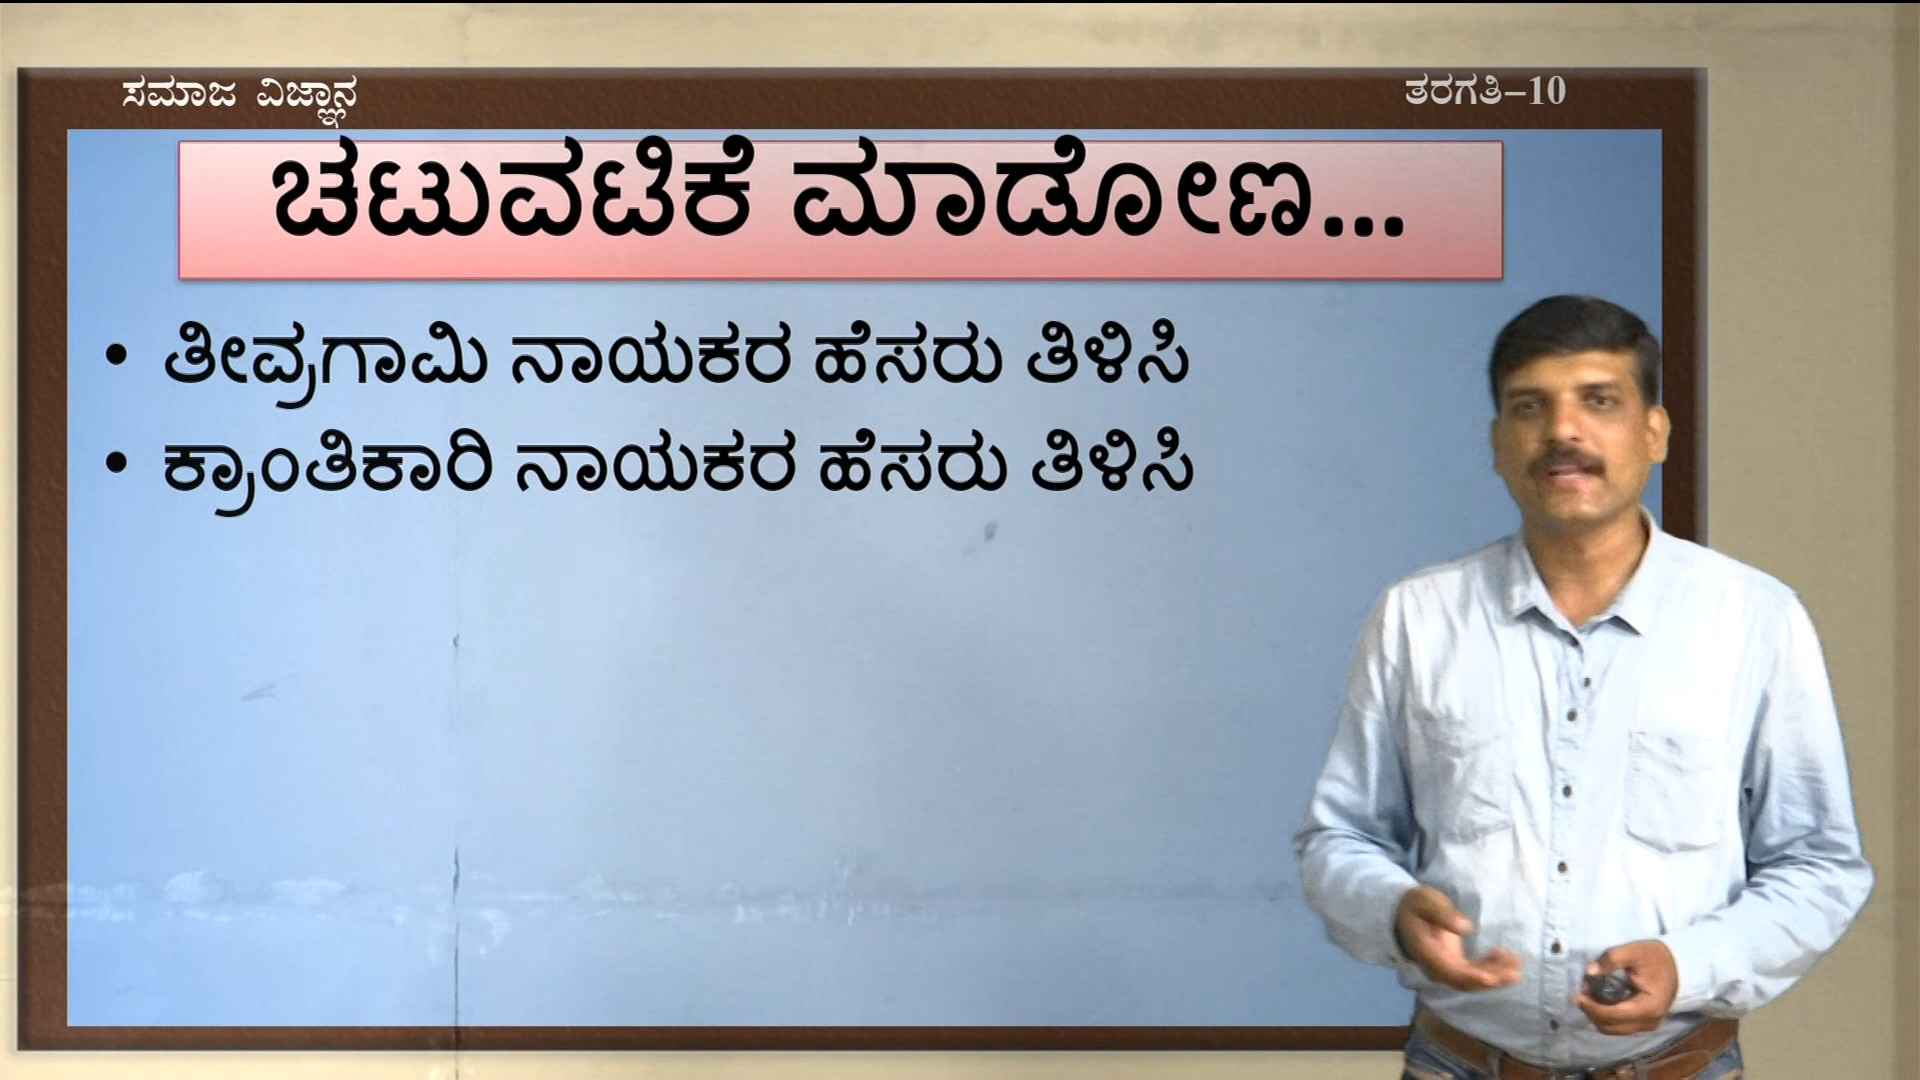 ಸಮಾಜ ವಿಜ್ಞಾನ
ತರಗತಿ–10
ಚಟುವಟಿಕೆ ಮಾಡೋಣ...
• ತೀವ್ರಗಾಮಿ ನಾಯಕರ ಹೆಸರು ತಿಳಿಸಿ
• ಕ್ರಾಂತಿಕಾರಿ ನಾಯಕರ ಹೆಸರು ತಿಳಿಸಿ